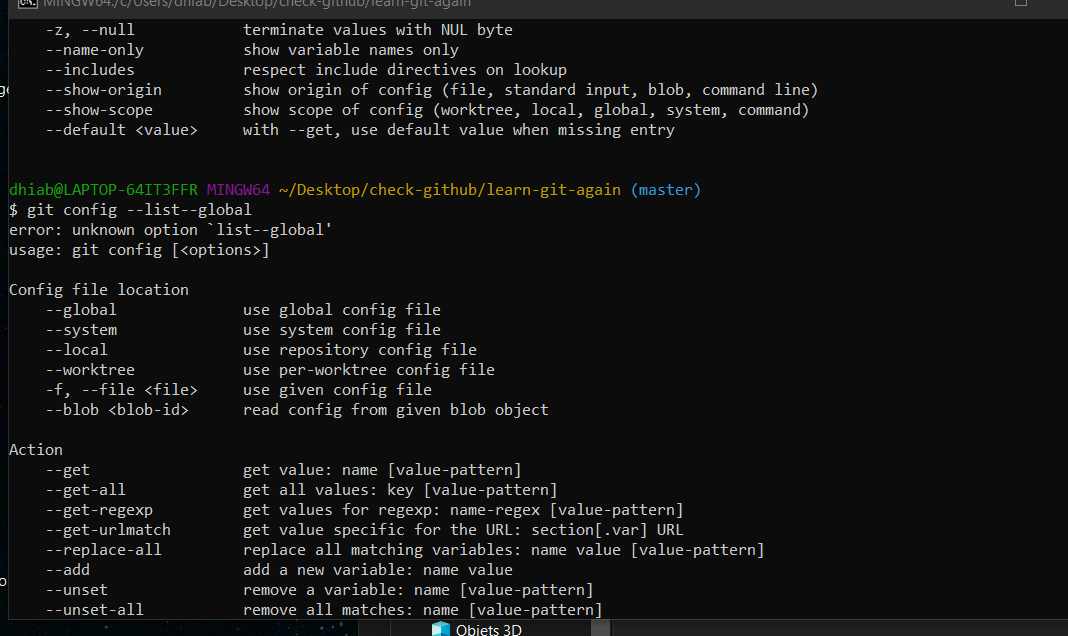 MINGW64:/c/Users/dhiab/Desktop/check-github/learn-git-again
-z, --null terminate values with NUL byte
--name-only show variable names only
--includes respect include directives on lookup
--show-origin show origin of config (file, standard input, blob, command line)
--show-scope show scope of config (worktree, local, global, system, command)
--default <value> with --get, use default value when missing entry
dhiab@LAPTOP-64IT3FFR MINGW64 ~/Desktop/check-github/learn-git-again (master)
$ git config --list--global
error: unknown option `list--global'
usage: git config [<options>]
Config file location
--global use global config file
--system use system config file
--local use repository config file
--worktree use per-worktree config file
-f, --file <file> use given config file
--blob <blob-id> read config from given blob object
Action
--get get value: name [value-pattern]
--get-all get all values: key [value-pattern]
--get-regexp get values for regexp: name-regex [value-pattern]
--get-urlmatch get value specific for the URL: section[.var] URL
--replace-all replace all matching variables: name value [value-pattern]
--add add a new variable: name value
--unset remove a variable: name [value-pattern]
--unset-all remove all matches: name [value-pattern]
Objets 3D